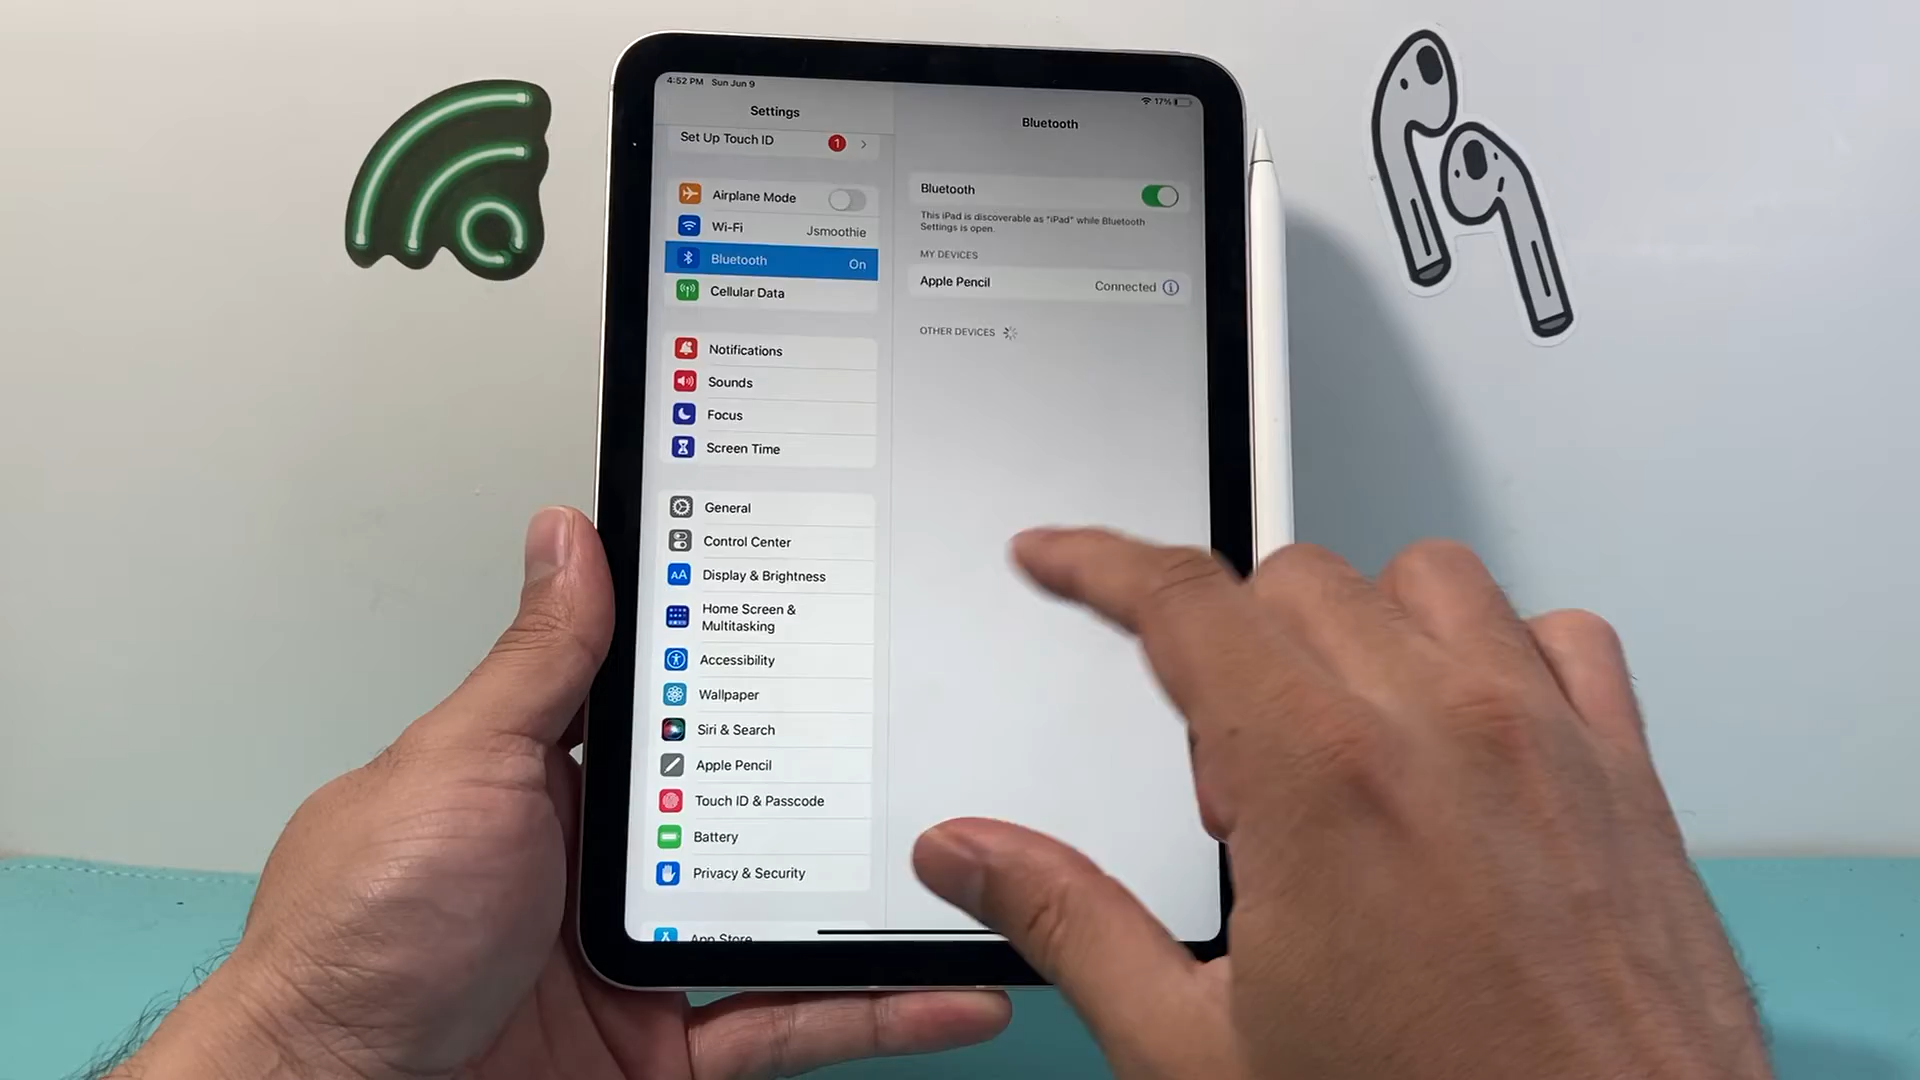 4:52 PM Sun Jun 9
17%
Settings
Set Up Touch ID 1
Airplane Mode
Wi-Fi Jsmoothie
Bluetooth On
Cellular Data
Notifications
Sounds
Focus
Screen Time
General
Control Center
AA Display & Brightness
Home Screen &
Multitasking
Accessibility
Wallpaper
Siri & Search
Apple Pencil
Touch ID & Passcode
Battery
Privacy & Security
App Store
Bluetooth
Bluetooth
This iPad is discoverable as "iPad" while Bluetooth
Settings is open.
MY DEVICES
Apple Pencil Connected
OTHER DEVICES